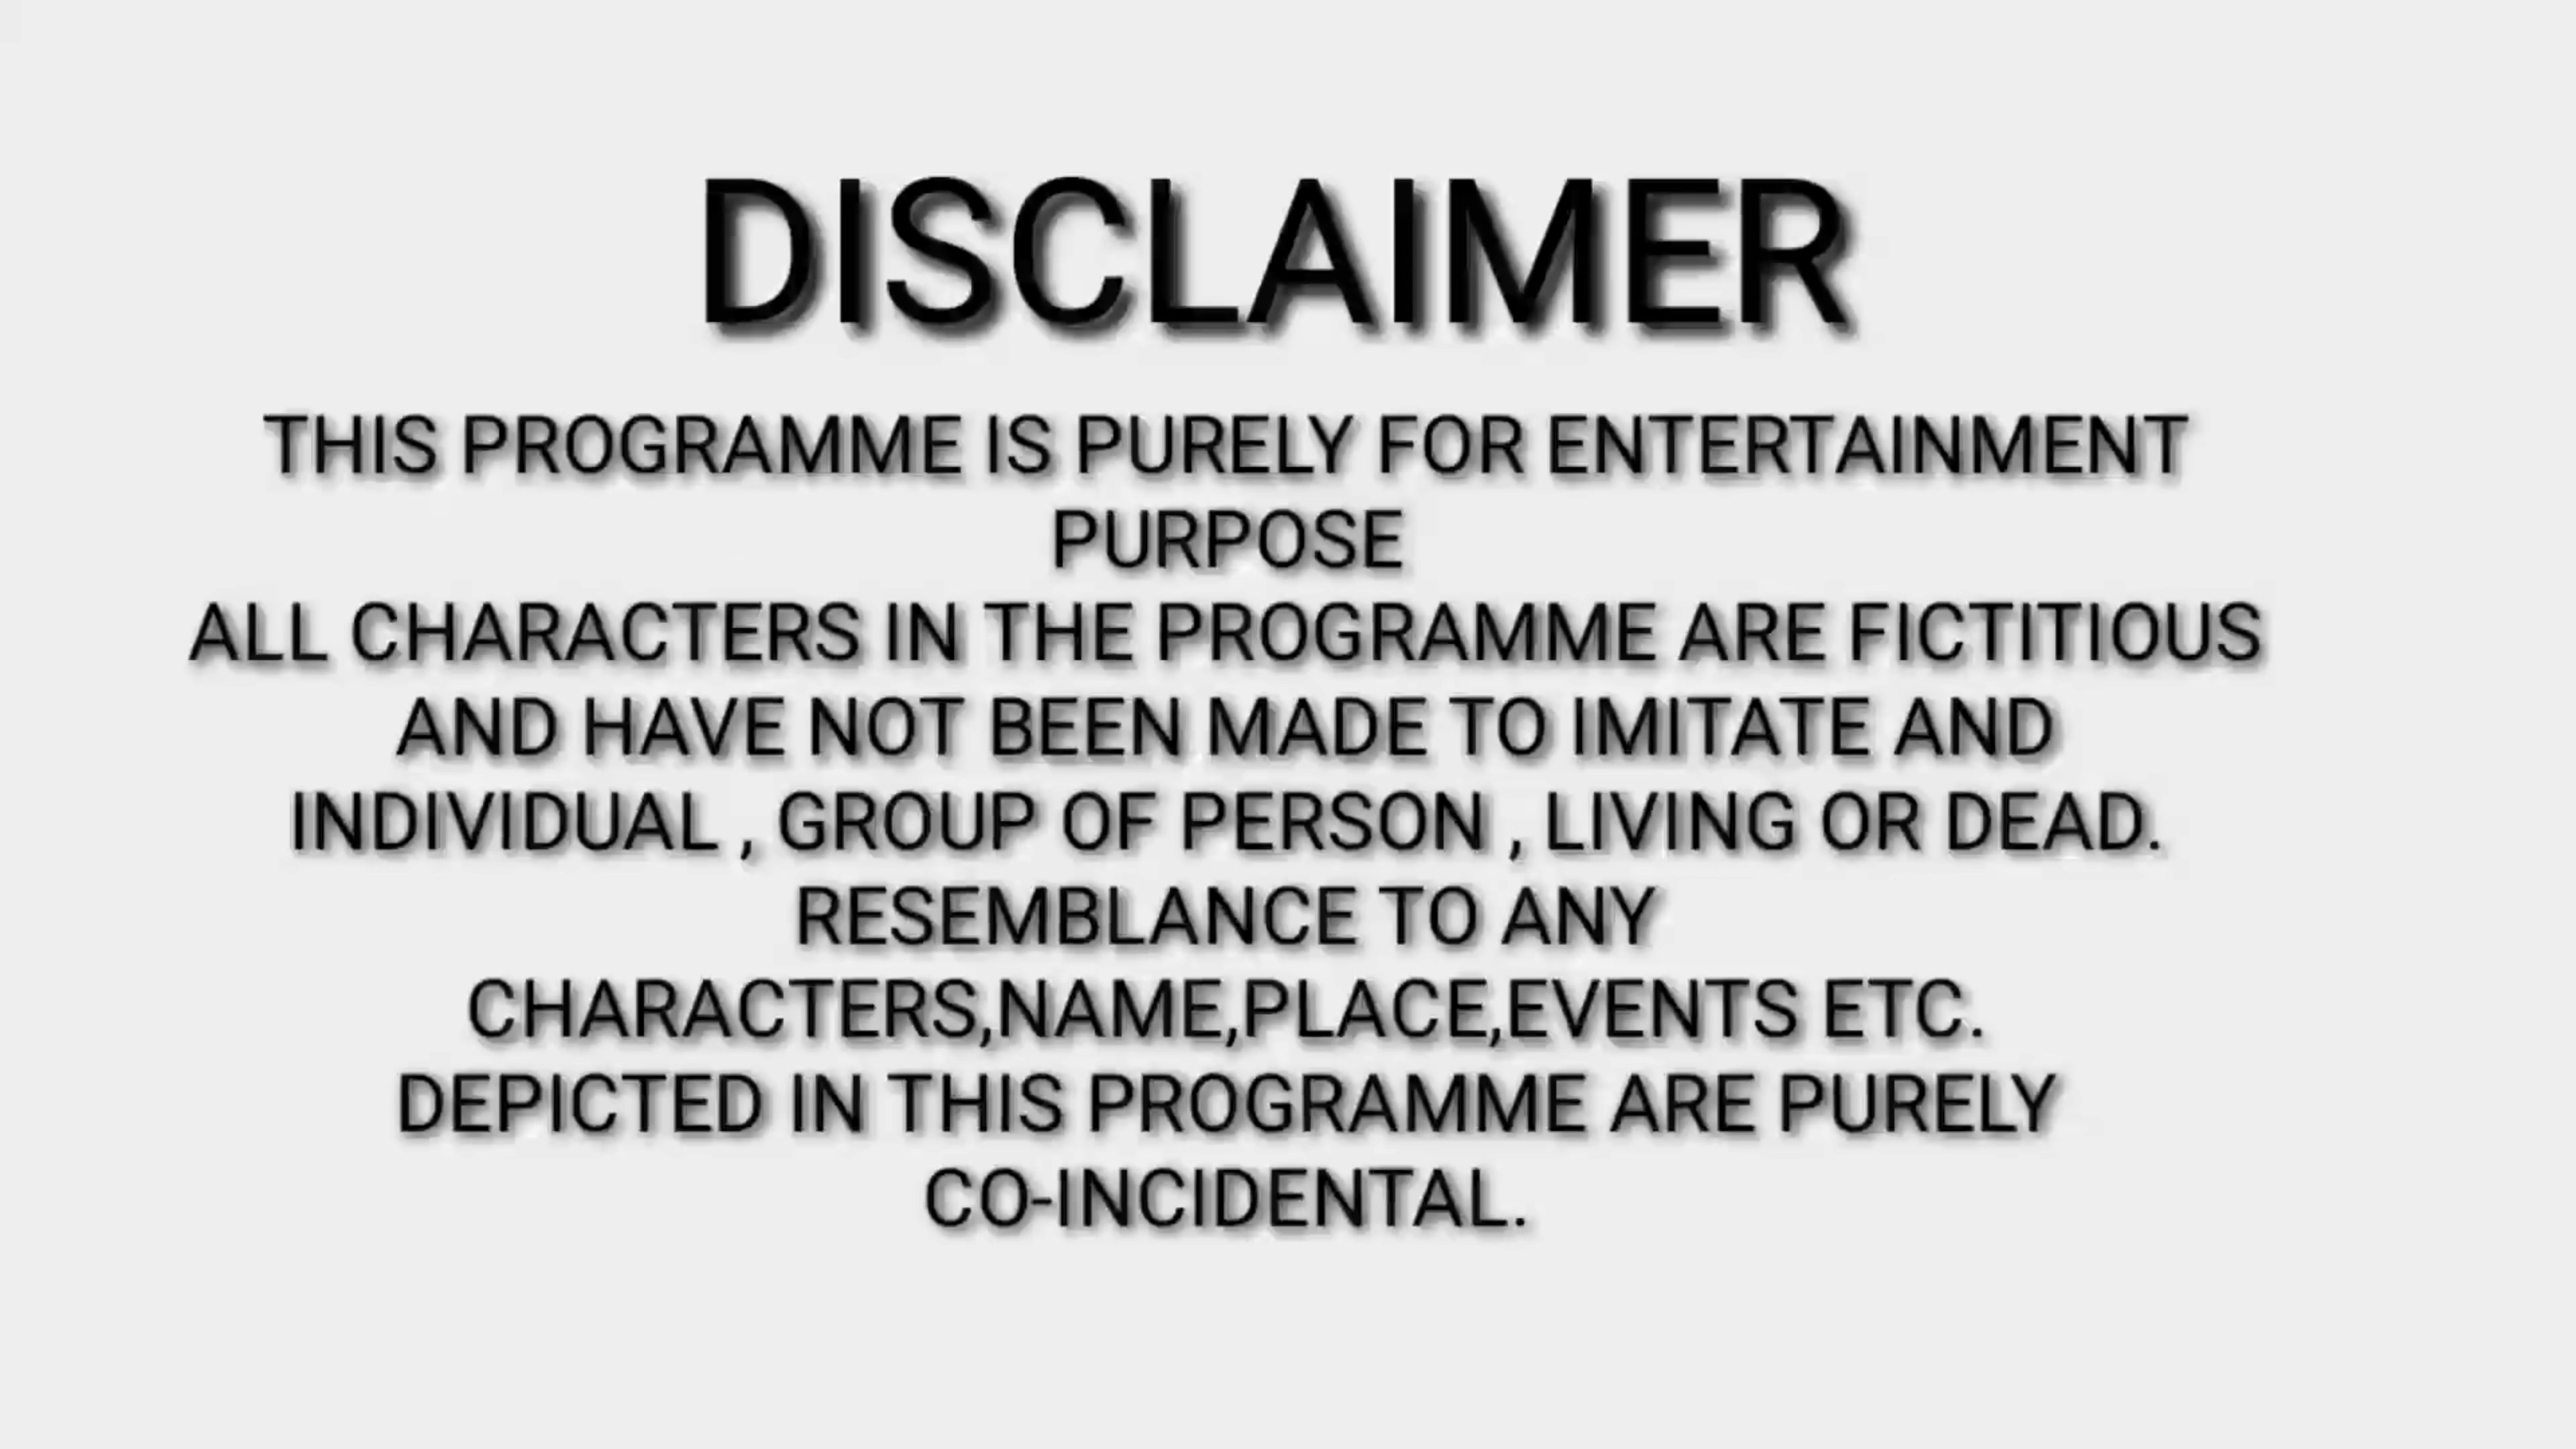 DISCLAIMER
THIS PROGRAMME IS PURELY FOR ENTERTAINMENT
PURPOSE
ALL CHARACTERS IN THE PROGRAMME ARE FICTITIOUS
AND HAVE NOT BEEN MADE TO IMITATE AND
INDIVIDUAL , GROUP OF PERSON , LIVING OR DEAD.
RESEMBLANCE TO ANY
CHARACTERS,NAME,PLACE,EVENTS ETC.
DEPICTED IN THIS PROGRAMME ARE PURELY
CO-INCIDENTAL.